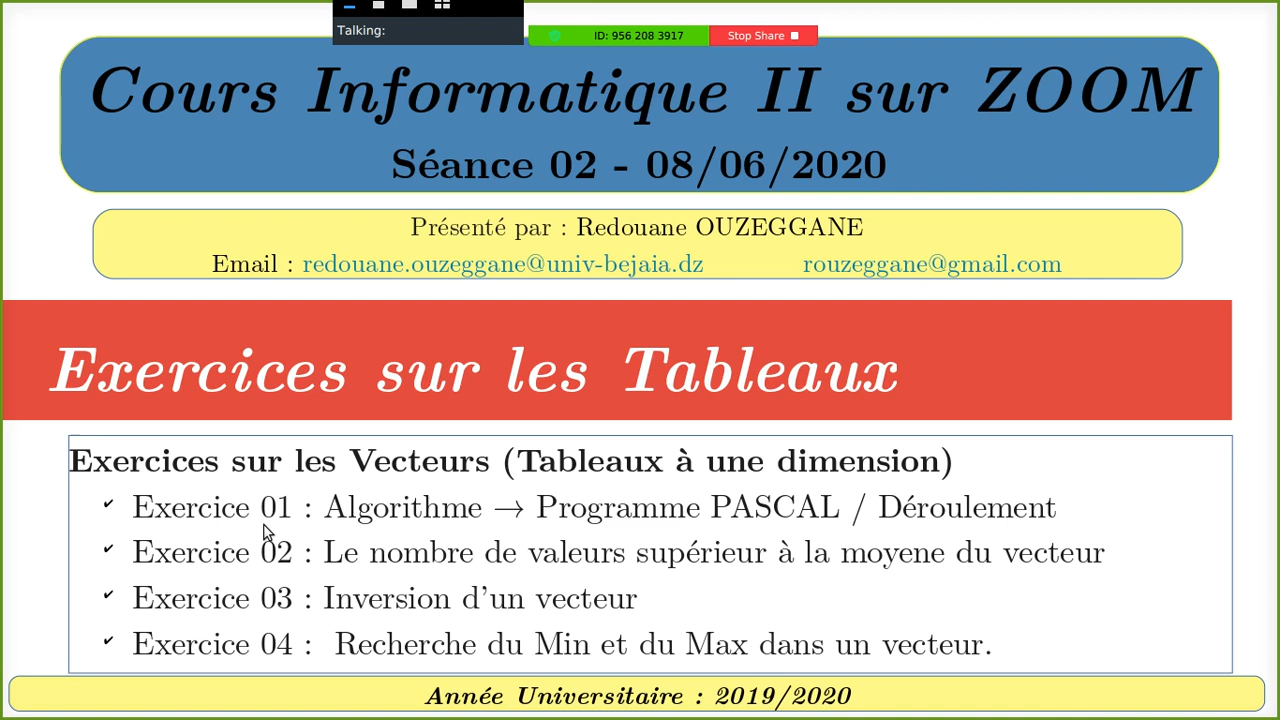 Talking:
ID: 956 208 3917
Stop Share
Cours Informatique II sur ZOOM
Séance 02 - 08/06/2020
Présenté par : Redouane OUZEGGANE
Email : redouane.ouzeggane@univ-bejaia.dz rouzeggane@gmail.com
Exercices sur les Tableaux
Exercices sur les Vecteurs (Tableaux à une dimension)
✔ Exercice 01 : Algorithme → Programme PASCAL / Déroulement
✔ Exercice 02 : Le nombre de valeurs supérieur à la moyene du vecteur
✔ Exercice 03 : Inversion d'un vecteur
✔ Exercice 04 : Recherche du Min et du Max dans un vecteur.
Année Universitaire : 2019/2020